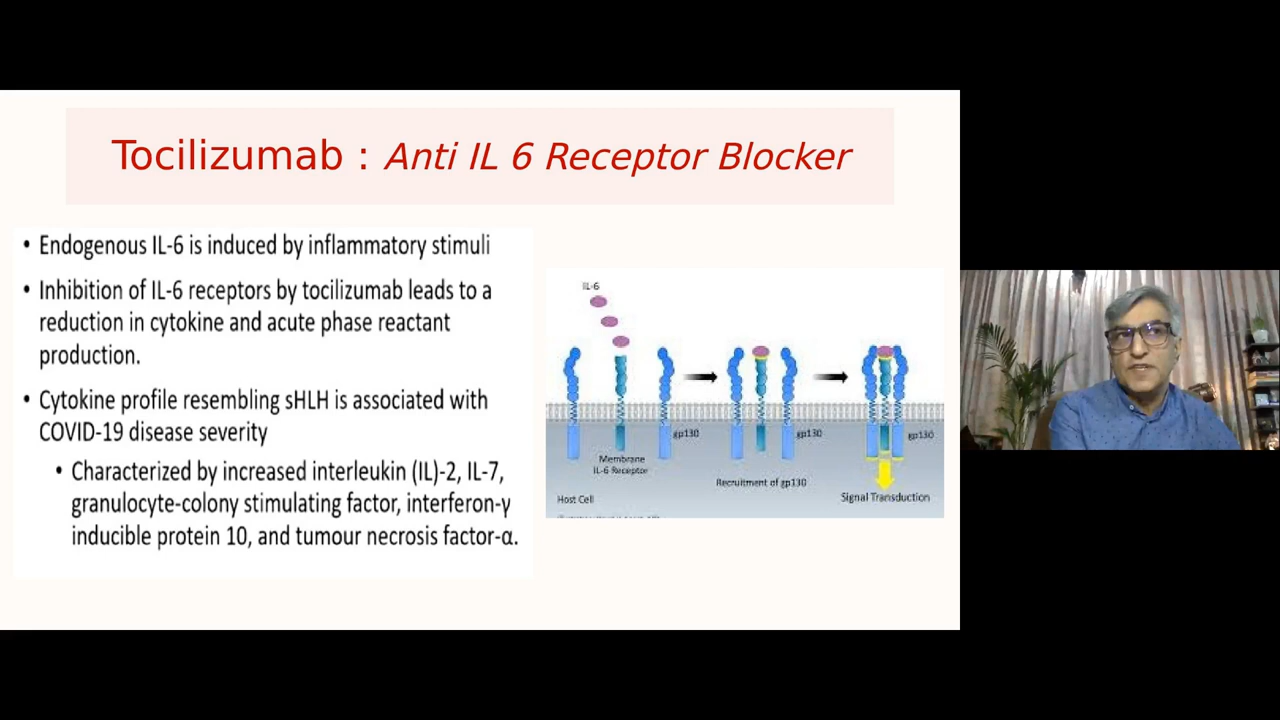 Tocilizumab : Anti IL 6 Receptor Blocker
• Endogenous IL-6 is induced by inflammatory stimuli
• Inhibition of IL-6 receptors by tocilizumab leads to a
reduction in cytokine and acute phase reactant
production.
• Cytokine profile resembling sHLH is associated with
COVID-19 disease severity
• Characterized by increased interleukin (IL)-2, IL-7,
granulocyte-colony stimulating factor, interferon-γ
inducible protein 10, and tumour necrosis factor-α.
IL-6
gp130
gp130
gp130
Membrane
IL-6 Receptor
Recruitment of gp130
Signal Transduction
Host Cell